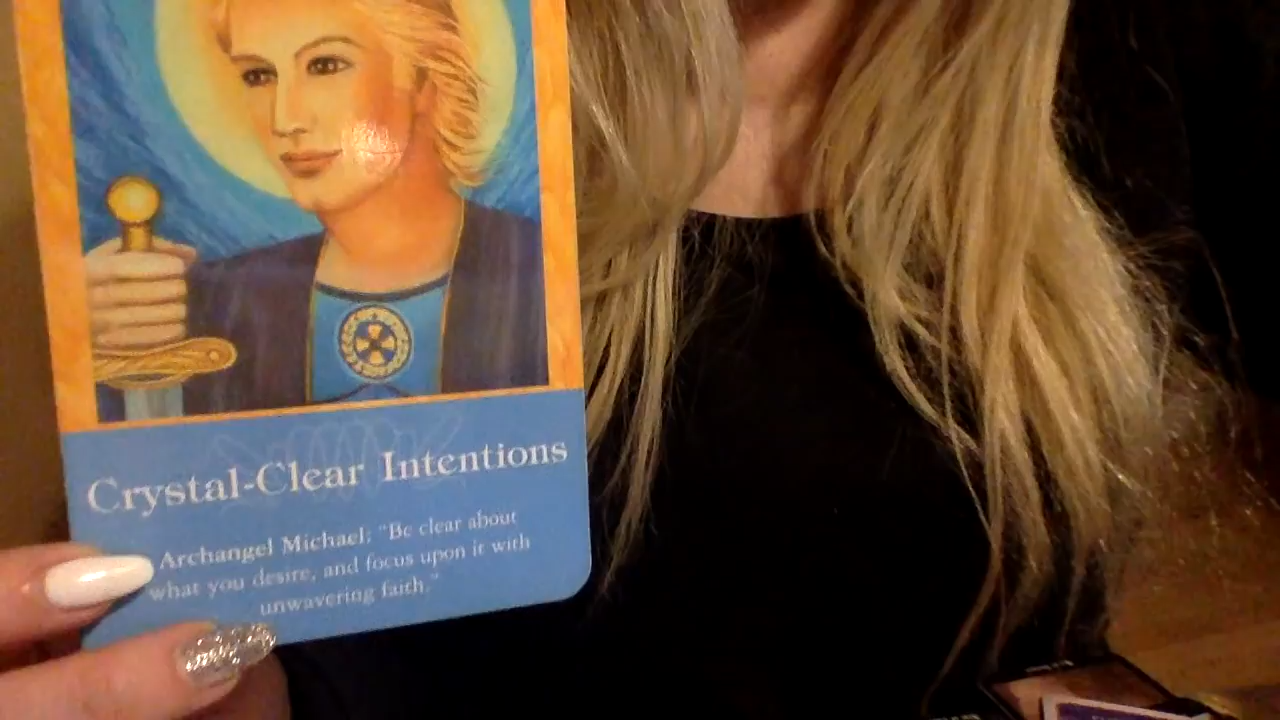 Crystal-Clear Intentions
Archangel Michael: "Be clear about
what you desire, and focus upon it with
unwavering faith."